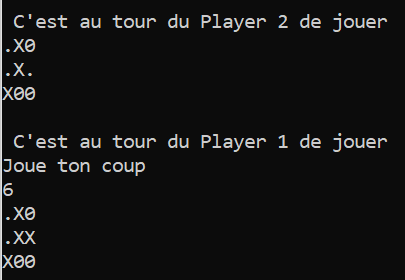 C'est au tour du Player 2 de jouer
.X0
.X.
X00
C'est au tour du Player 1 de jouer
Joue ton coup
6
.X0
.XX
X00